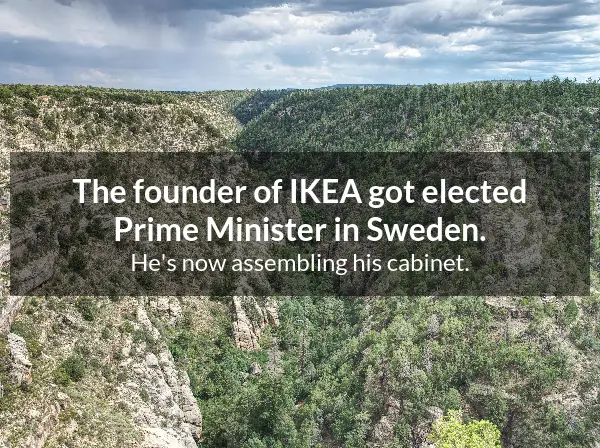 The founder of IKEA got elected
Prime Minister in Sweden.
He's now assembling his cabinet.